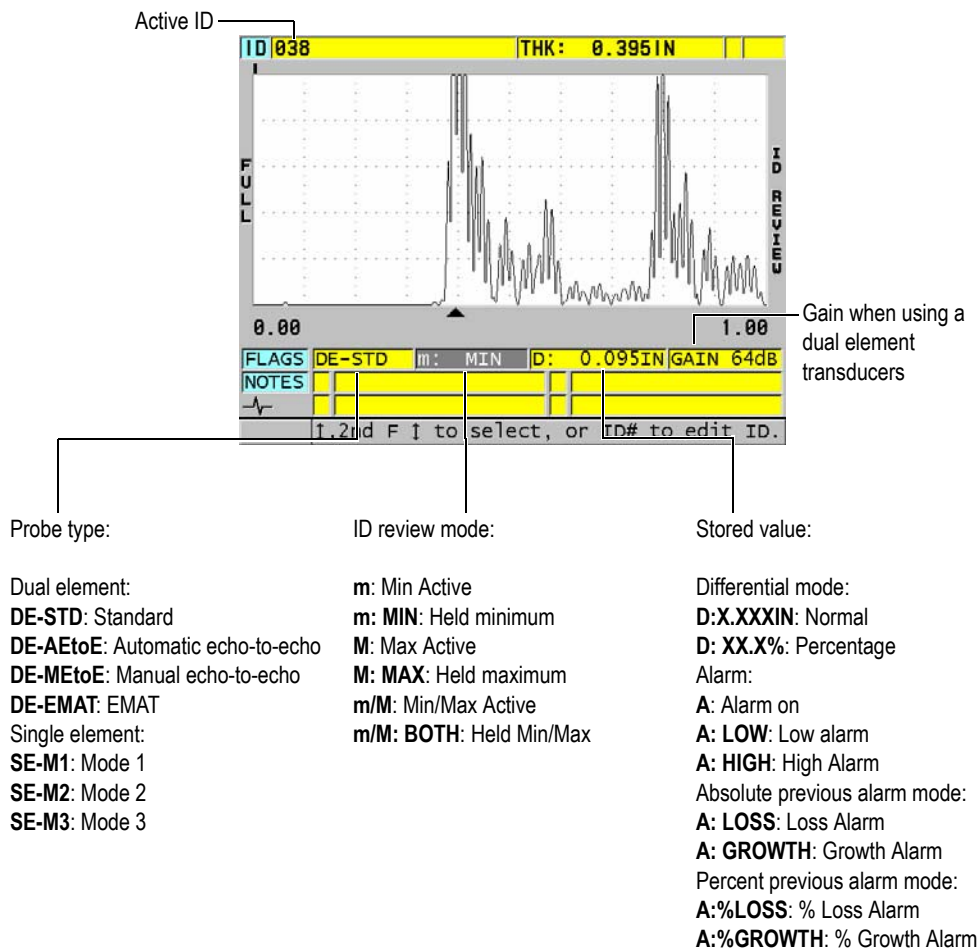 Active ID
ID 038 THK: 0.395IN
FULL
ID REVIEW
0.00 1.00
Gain when using a
dual element
transducers
FLAGS DE-STD m: MIN D: 0.095IN GAIN 64dB
NOTES
↕,2nd F ↕ to select, or ID# to edit ID.
Probe type:
Dual element:
DE-STD: Standard
DE-AEtoE: Automatic echo-to-echo
DE-MEtoE: Manual echo-to-echo
DE-EMAT: EMAT
Single element:
SE-M1: Mode 1
SE-M2: Mode 2
SE-M3: Mode 3
ID review mode:
m: Min Active
m: MIN: Held minimum
M: Max Active
M: MAX: Held maximum
m/M: Min/Max Active
m/M: BOTH: Held Min/Max
Stored value:
Differential mode:
D:X.XXXIN: Normal
D: XX.X%: Percentage
Alarm:
A: Alarm on
A: LOW: Low alarm
A: HIGH: High Alarm
Absolute previous alarm mode:
A: LOSS: Loss Alarm
A: GROWTH: Growth Alarm
Percent previous alarm mode:
A:%LOSS: % Loss Alarm
A:%GROWTH: % Growth Alarm